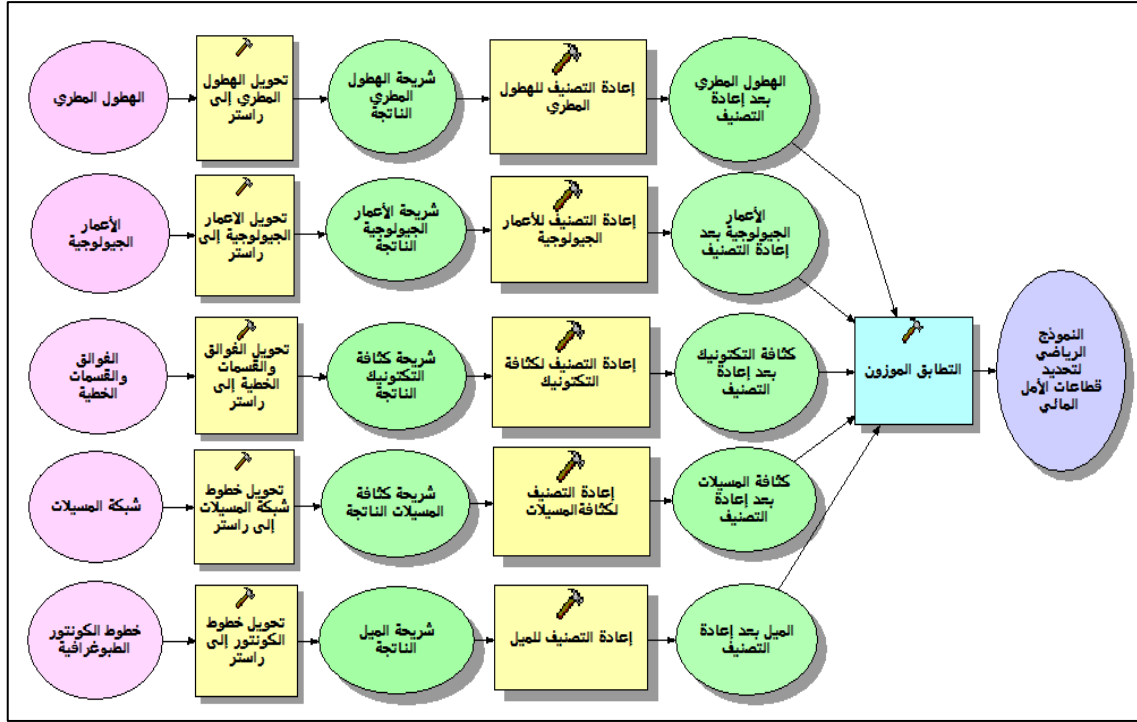 الهطول المطري
تحويل الهطول
المطري إلى
راستر
شريحة الهطول
المطري
الناتجة
إعادة التصنيف للهطول
المطري
الهطول المطري
بعد إعادة
التصنيف
الأعمار
الجيولوجية
تحويل الاعمار
الجيولوجية إلى
راستر
شريحة الأعمار
الجيولوجية
الناتجة
إعادة التصنيف للأعمار
الجيولوجية
الأعمار
الجيولوجية بعد
إعادة التصنيف
الفوالق
والقسمات
الخطية
تحويل الفوالق
والقسمات
الخطية إلى
راستر
شريحة كثافة
التكتونيك
الناتجة
إعادة التصنيف لكثافة
التكتونيك
كثافة التكتونيك
بعد إعادة
التصنيف
شبكة المسيلات
تحويل خطوط
شبكة المسيلات
إلى راستر
شريحة كثافة
المسيلات الناتجة
إعادة التصنيف
لكثافةالمسيلات
كثافة المسيلات
بعد إعادة
التصنيف
خطوط الكونتور
الطبوغرافية
تحويل خطوط
الكونتور إلى
راستر
شريحة الميل
الناتجة
إعادة التصنيف للميل
الميل بعد إعادة
التصنيف
التطابق الموزون
النموذج
الرياضي
لتحديد
قطاعات الأمل
المائي